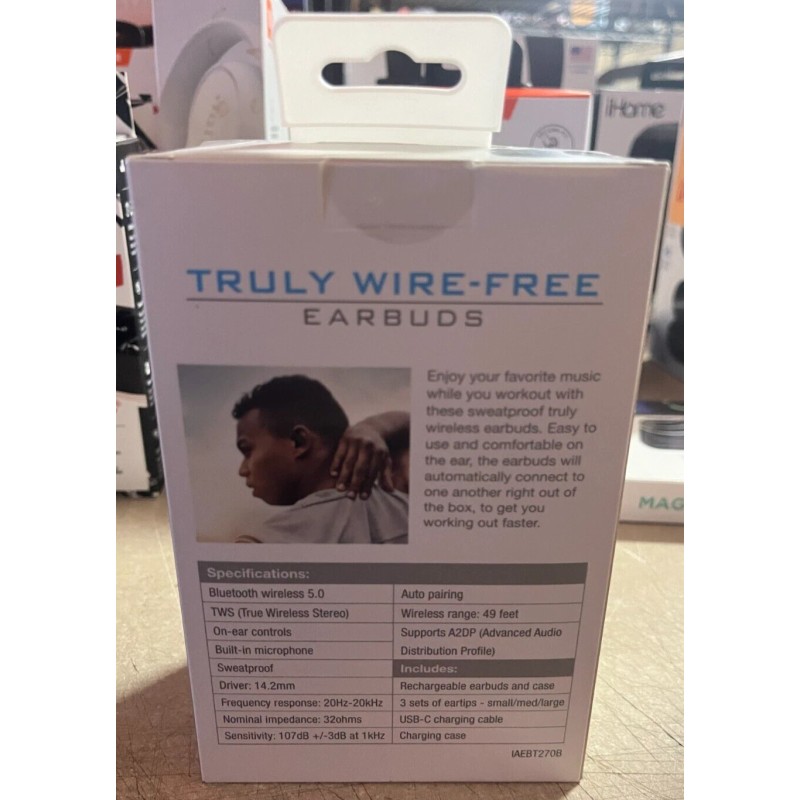 iHome
TRULY WIRE-FREE
EARBUDS
Enjoy your favorite music
while you workout with
these sweatproof truly
wireless earbuds. Easy to
use and comfortable on
the ear, the earbuds will
automatically connect to
one another right out of
the box, to get you
working out faster.
MAG
Specifications:
Bluetooth wireless 5.0
TWS (True Wireless Stereo)
On-ear controls
Built-in microphone
Sweatproof
Driver: 14.2mm
Frequency response: 20Hz-20kHz
Nominal impedance: 32ohms
Sensitivity: 107dB +/-3dB at 1kHz
Auto pairing
Wireless range: 49 feet
Supports A2DP (Advanced Audio
Distribution Profile)
Includes:
Rechargeable earbuds and case
3 sets of eartips - small/med/large
USB-C charging cable
Charging case
IAEBT270B